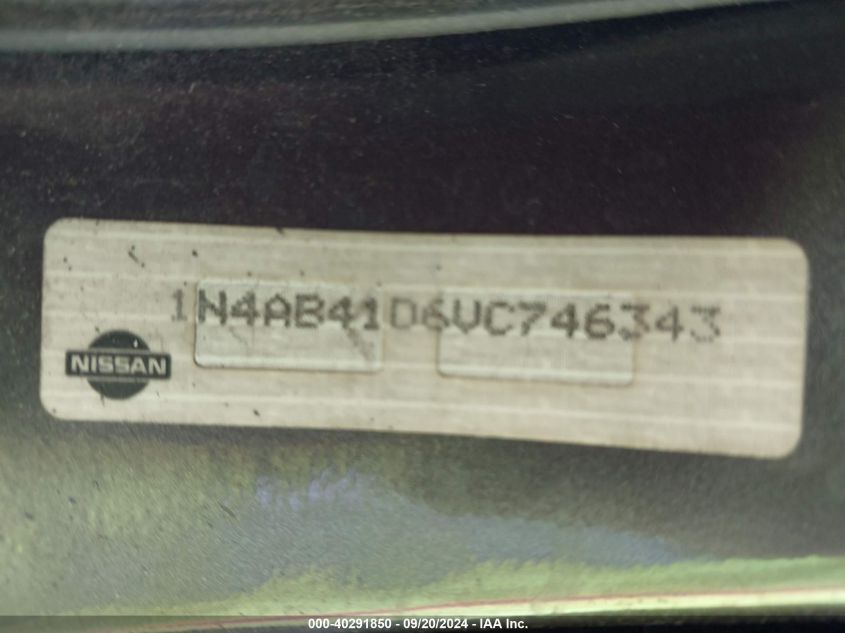 1N4AB41D6VC746343
NISSAN
000-40291850 - 09/20/2024 - IAA Inc.